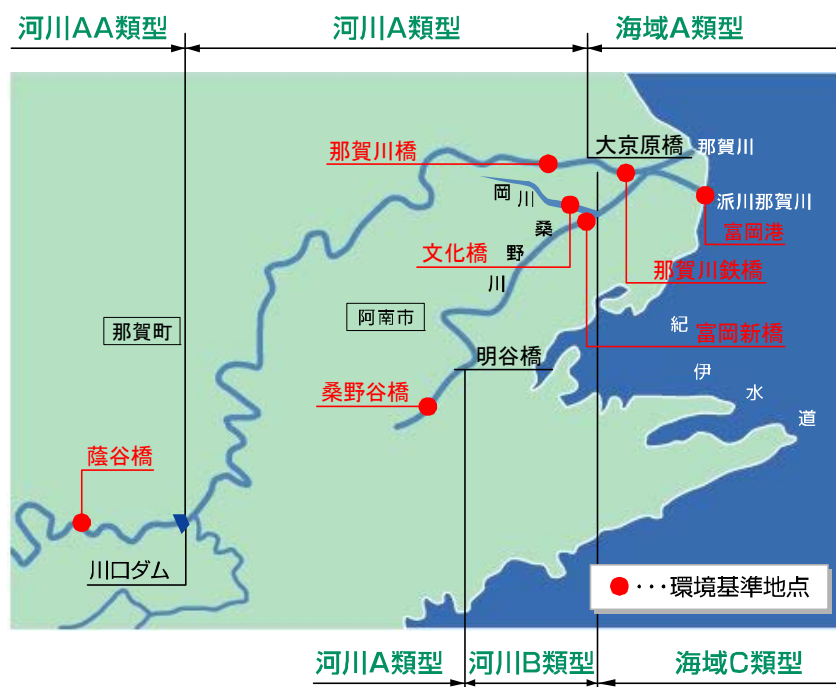 河川AA類型
河川A類型
海域A類型
大京原橋
那賀川
那賀川橋
岡川
派川那賀川
桑野川
富岡港
文化橋
那賀川鉄橋
阿南市
那賀町
紀伊水道
富岡新橋
明谷橋
桑野谷橋
蔭谷橋
川口ダム
●･･･環境基準地点
河川A類型
河川B類型
海域C類型